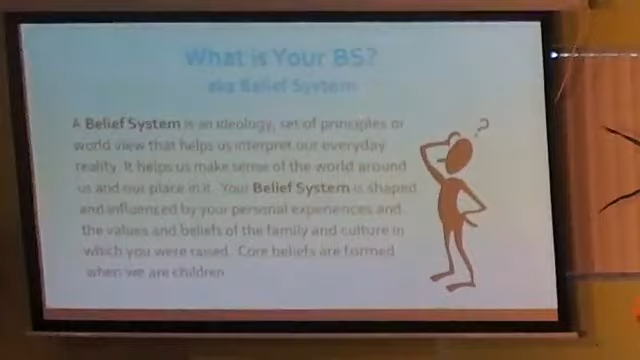 What is Your BS?
aka Belief System
A Belief System is an ideology, set of principles or
world view that helps us interpret our everyday
reality. It helps us make sense of the world around
us and our place in it. Your Belief System is shaped
and influenced by your personal experiences and
the values and beliefs of the family and culture in
which you were raised. Core beliefs are formed
when we are children
?